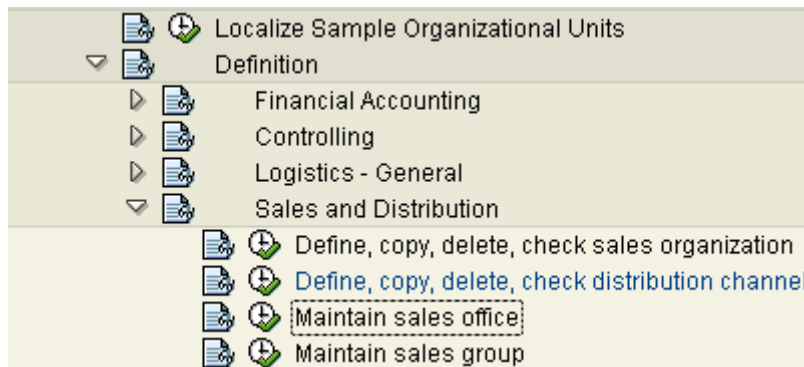 Localize Sample Organizational Units
Definition
Financial Accounting
Controlling
Logistics - General
Sales and Distribution
Define, copy, delete, check sales organization
Define, copy, delete, check distribution channel
Maintain sales office
Maintain sales group